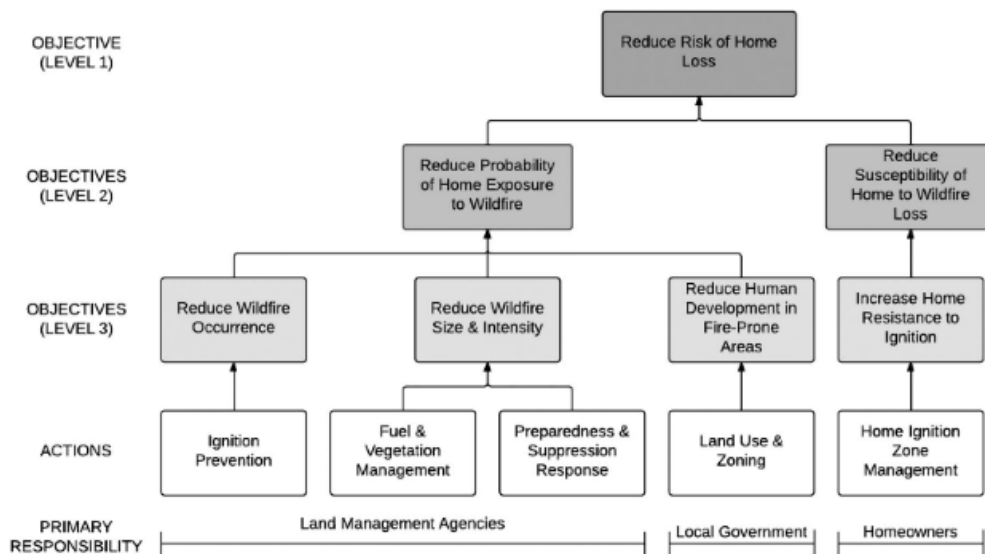 OBJECTIVE
(LEVEL 1)
Reduce Risk of Home
Loss
OBJECTIVES
(LEVEL 2)
Reduce Probability
of Home Exposure
to Wildfire
Reduce
Susceptibility of
Home to Wildfire
Loss
OBJECTIVES
(LEVEL 3)
Reduce Wildfire
Occurrence
Reduce Wildfire
Size & Intensity
Reduce Human
Development in
Fire-Prone
Areas
Increase Home
Resistance to
Ignition
ACTIONS
Ignition
Prevention
Fuel &
Vegetation
Management
Preparedness &
Suppression
Response
Land Use &
Zoning
Home Ignition
Zone
Management
PRIMARY
RESPONSIBILITY
Land Management Agencies
Local Government
Homeowners